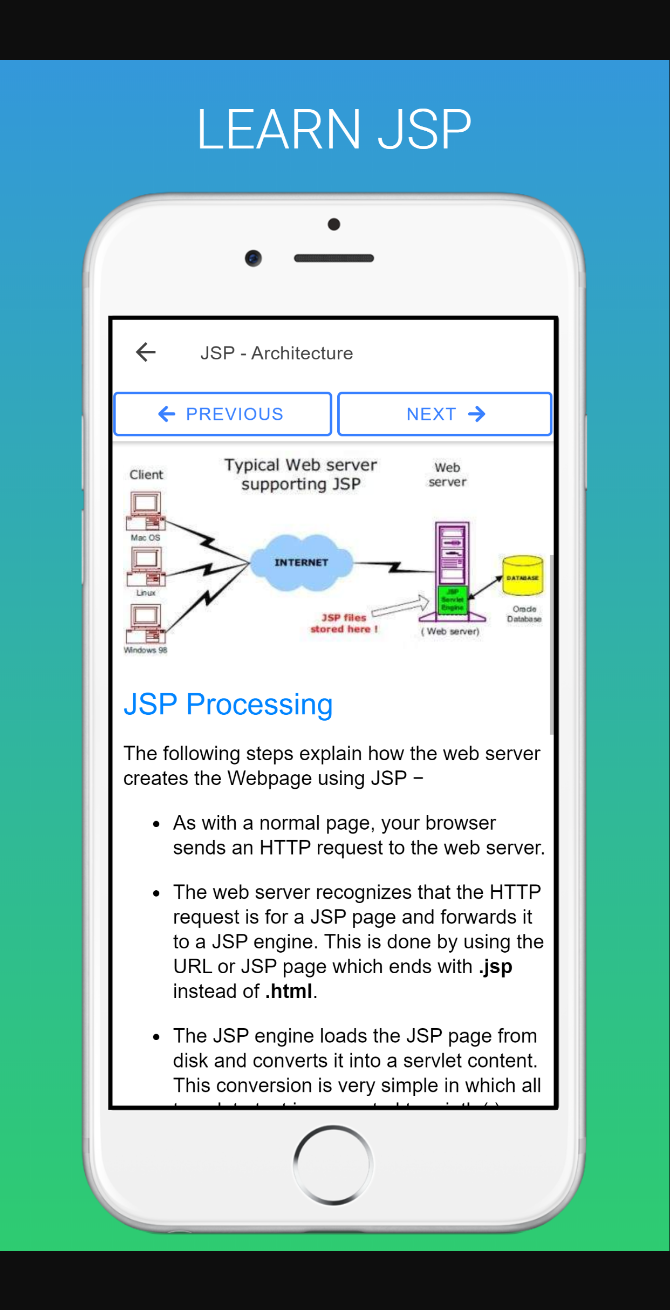 LEARN JSP
JSP - Architecture
PREVIOUS
NEXT
Client
Typical Web server
supporting JSP
Web
server
Mac OS
Linux
Windows 98
INTERNET
JSP files
stored here !
JSP
Servlet
Engine
( Web server)
DATABASE
Oracle
Database
JSP Processing
The following steps explain how the web server
creates the Webpage using JSP −
• As with a normal page, your browser
sends an HTTP request to the web server.
• The web server recognizes that the HTTP
request is for a JSP page and forwards it
to a JSP engine. This is done by using the
URL or JSP page which ends with .jsp
instead of .html.
• The JSP engine loads the JSP page from
disk and converts it into a servlet content.
This conversion is very simple in which all